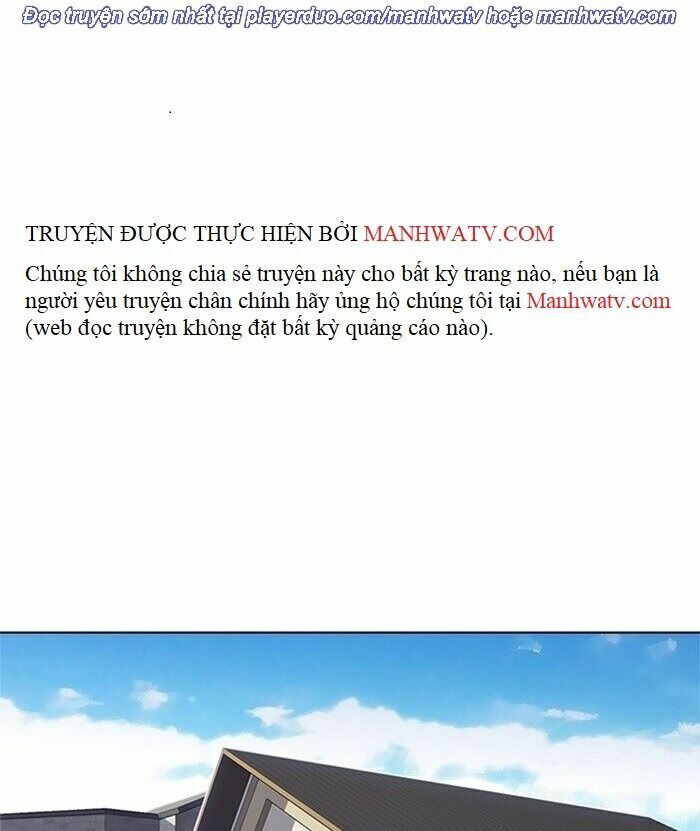 Đọc truyện sớm nhất tại playerduo.com/manhwatv hoặc manhwatv.com
TRUYỆN ĐƯỢC THỰC HIỆN BỞI MANHWATV.COM
Chúng tôi không chia sẻ truyện này cho bất kỳ trang nào, nếu bạn là
người yêu truyện chân chính hãy ủng hộ chúng tôi tại Manhwatv.com
(web đọc truyện không đặt bất kỳ quảng cáo nào).